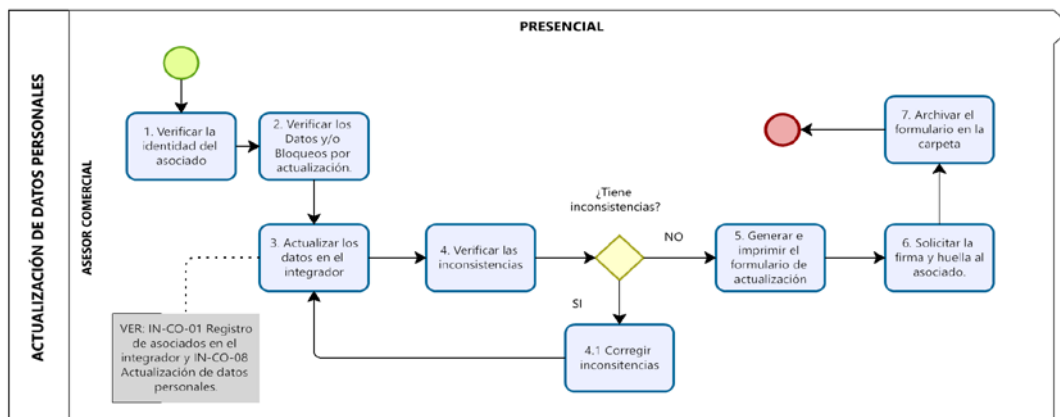 PRESENCIAL
ACTUALIZACIÓN DE DATOS PERSONALES
ASESOR COMERCIAL
1. Verificar la
identidad del
asociado
2. Verificar los
Datos y/o
Bloqueos por
actualización.
3. Actualizar los
datos en el
integrador
VER: IN-CO-01 Registro
de asociados en el
integrador y IN-CO-08
Actualización de datos
personales.
4. Verificar las
inconsistencias
¿Tiene
inconsistencias?
NO
SI
4.1 Corregir
inconsitencias
5. Generar e
imprimir el
formulario de
actualización
6. Solicitar la
firma y huella al
asociado.
7. Archivar el
formulario en la
carpeta